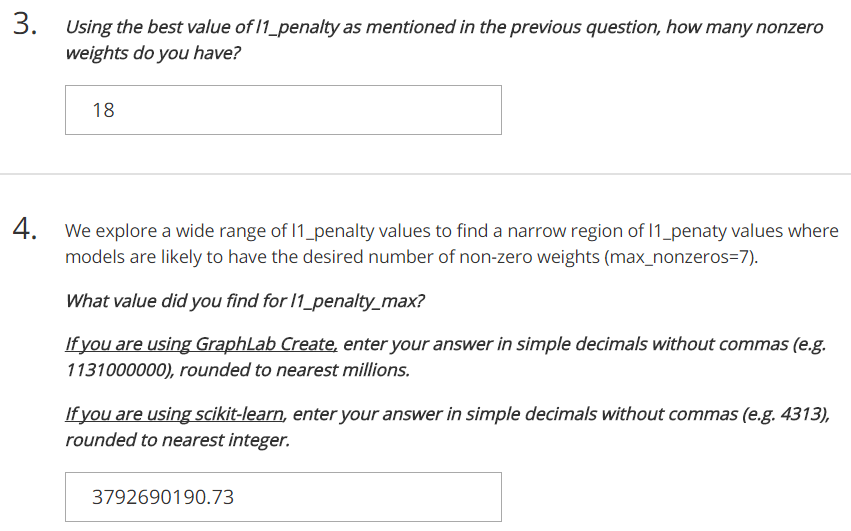 3. Using the best value of l1_penalty as mentioned in the previous question, how many nonzero
weights do you have?
18
4. We explore a wide range of l1_penalty values to find a narrow region of l1_penaty values where
models are likely to have the desired number of non-zero weights (max_nonzeros=7).
What value did you find for l1_penalty_max?
If you are using GraphLab Create, enter your answer in simple decimals without commas (e.g.
1131000000), rounded to nearest millions.
If you are using scikit-learn, enter your answer in simple decimals without commas (e.g. 4313),
rounded to nearest integer.
3792690190.73